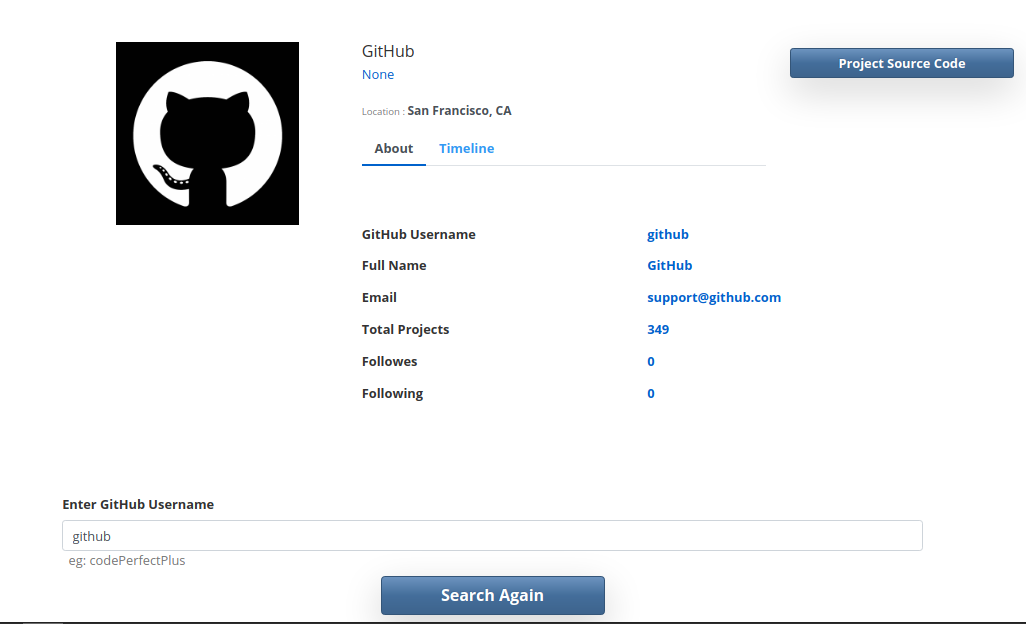 GitHub
None
Project Source Code
Location : San Francisco, CA
About Timeline
GitHub Username github
Full Name GitHub
Email support@github.com
Total Projects 349
Followes 0
Following 0
Enter GitHub Username
github
eg: codePerfectPlus
Search Again